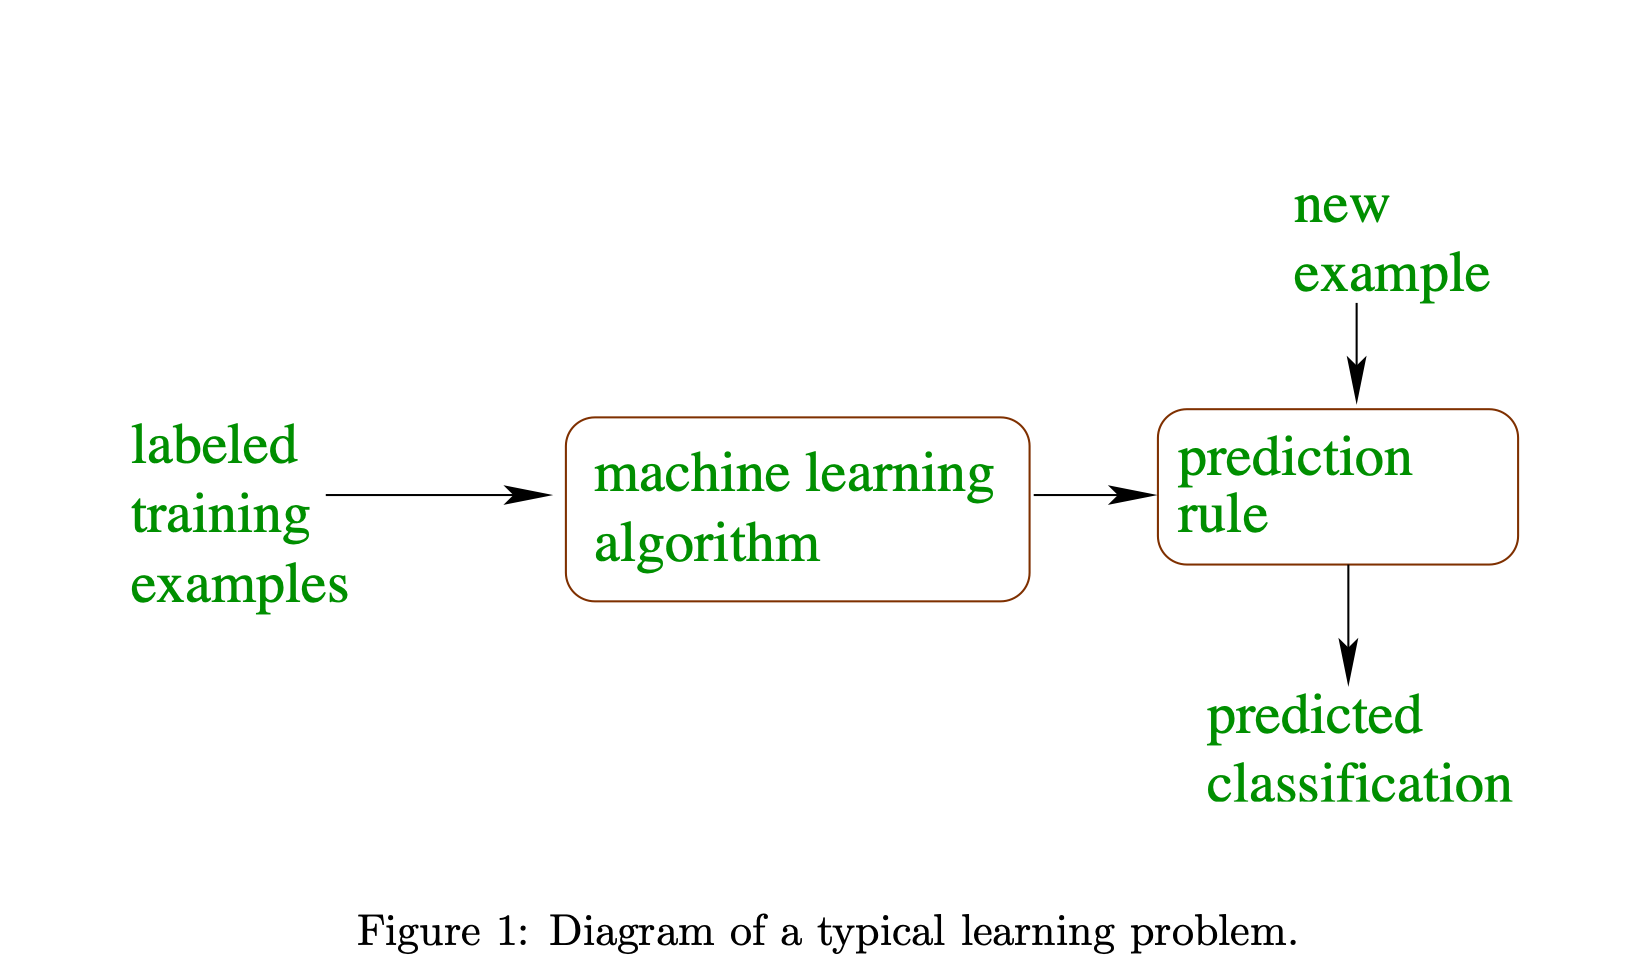 new
example
labeled
training
examples
machine learning
algorithm
prediction
rule
predicted
classification
Figure 1: Diagram of a typical learning problem.